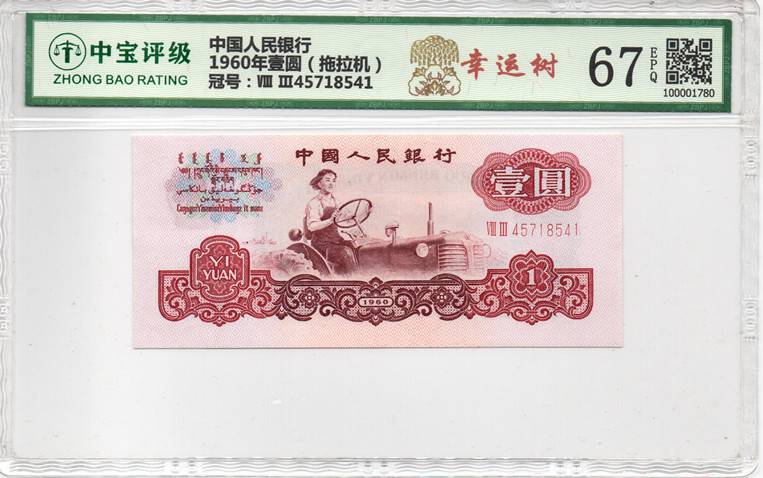 中宝评级
ZHONG BAO RATING
中国人民银行
1960年壹圆（拖拉机）
冠号：Ⅷ Ⅲ45718541
幸运树
67
EPQ
100001780
中國人民銀行
壹圓
Ⅷ Ⅲ 45718541
YI
YUAN
1960
1